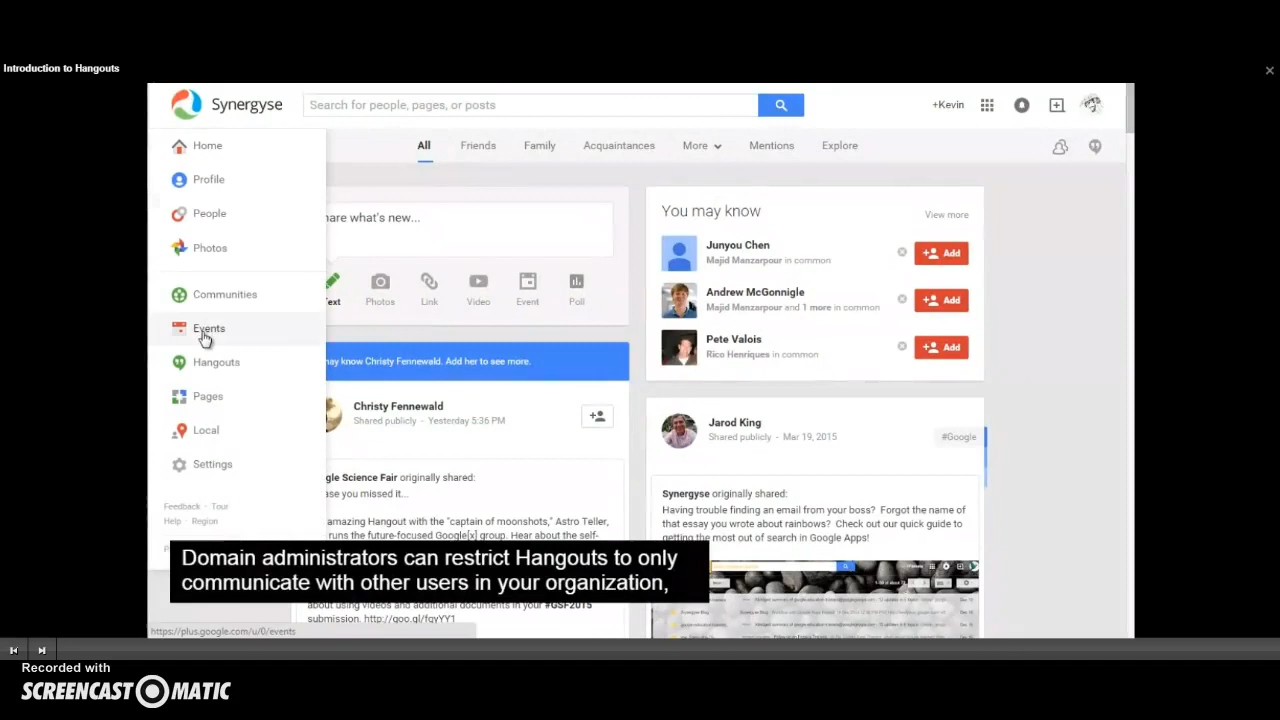 Introduction to Hangouts
Synergyse
Search for people, pages, or posts
+Kevin
Home
Profile
People
Photos
Communities
Events
Hangouts
Pages
Local
Settings
Feedback · Tour
Help · Region
All Friends Family Acquaintances More Mentions Explore
hare what's new...
Text Photos Link Video Event Poll
may know Christy Fennewald. Add her to see more.
Christy Fennewald
Shared publicly - Yesterday 5:36 PM
gle Science Fair originally shared:
ase you missed it...
amazing Hangout with the "captain of moonshots," Astro Teller,
runs the future-focused Google[x] group. Hear about the self-
about using videos and additional documents in your #GSF2015
submission. http://goo.gl/fqyYY1
You may know
View more
Junyou Chen
Majid Manzarpour in common
Add
Andrew McGonnigle
Majid Manzarpour and 1 more in common
Add
Pete Valois
Rico Henriques in common
Add
Jarod King
Shared publicly - Mar 19, 2015
#Google
Synergyse originally shared:
Having trouble finding an email from your boss? Forgot the name of
that essay you wrote about rainbows? Check out our quick guide to
getting the most out of search in Google Apps!
Domain administrators can restrict Hangouts to only
communicate with other users in your organization,
https://plus.google.com/u/0/events
Recorded with
SCREENCAST MATIC